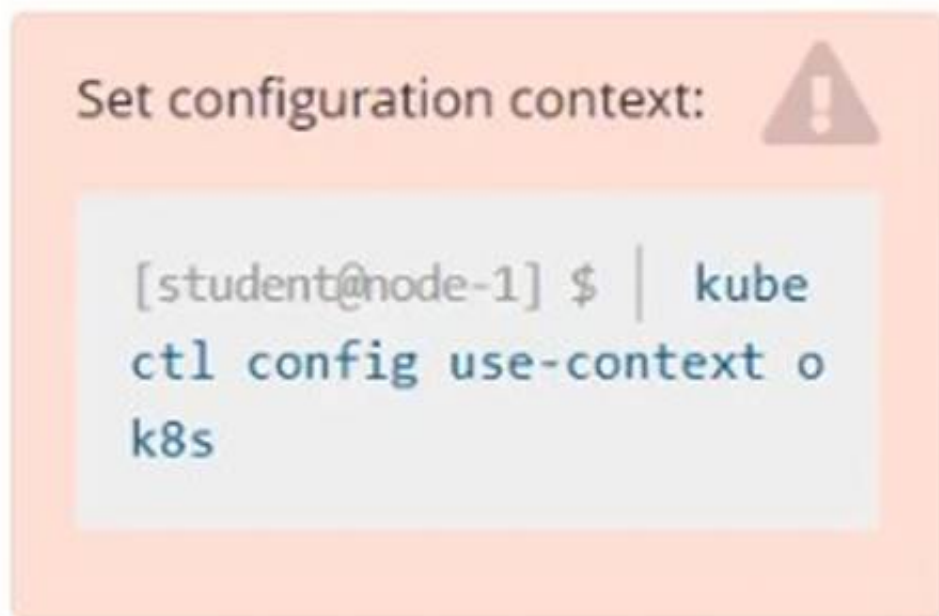 Set configuration context:
[student@node-1] $ | kube
ctl config use-context o
k8s